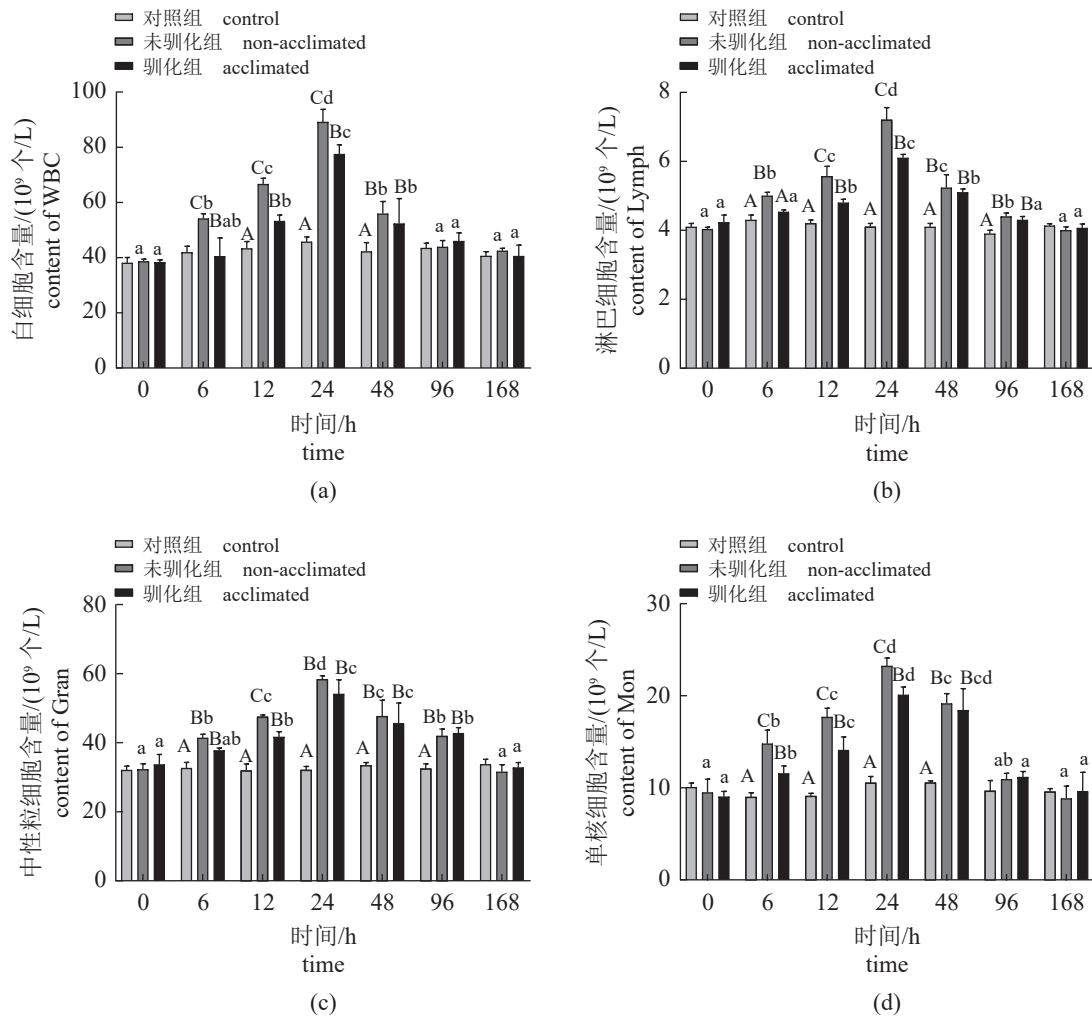 对照组 control
未驯化组 non-acclimated
驯化组 acclimated
白细胞含量/(10⁹ 个/L)
content of WBC
100
80
60
40
20
0
a a
Cb Bab
A Cc Bb
A Cd Bc
A Bb Bb
a a
a a
0 6 12 24 48 96 168
时间/h
time
(a)
对照组 control
未驯化组 non-acclimated
驯化组 acclimated
淋巴细胞含量/(10⁹ 个/L)
content of Lymph
8
6
4
2
0
a a
A Bb Aa
A Cc Bb
A Cd Bc
A Bc Bb
A Bb Ba
a a
0 6 12 24 48 96 168
时间/h
time
(b)
对照组 control
未驯化组 non-acclimated
驯化组 acclimated
中性粒细胞含量/(10⁹ 个/L)
content of Gran
80
60
40
20
0
a a
A Bb Bab
A Cc Bb
A Bd Bc
A Bc Bc
A Bb Bb
a a
0 6 12 24 48 96 168
时间/h
time
(c)
对照组 control
未驯化组 non-acclimated
驯化组 acclimated
单核细胞含量/(10⁹ 个/L)
content of Mon
30
20
10
0
a a
A Cb Bb
A Cc Bc
A Cd Bd
A Bc Bcd
ab a
a a
0 6 12 24 48 96 168
时间/h
time
(d)